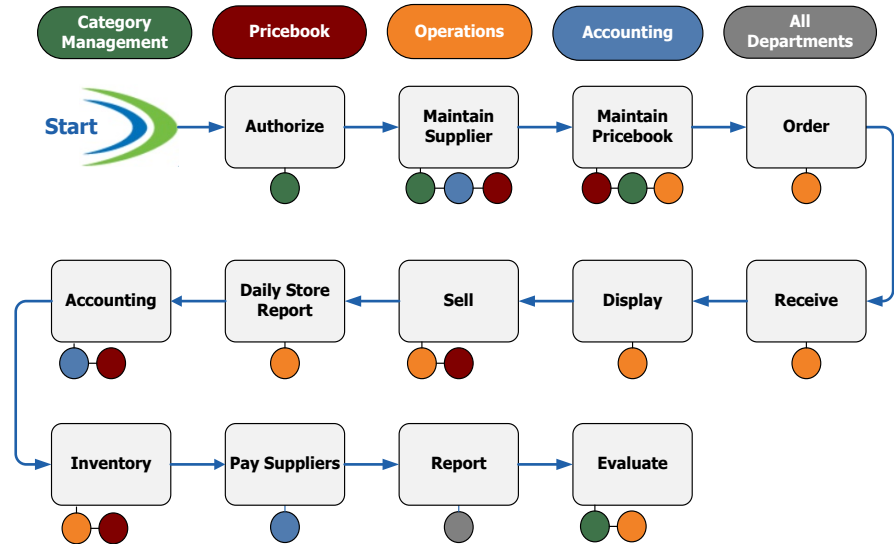 Category
Management
Pricebook
Operations
Accounting
All
Departments
Start
Authorize
Maintain
Supplier
Maintain
Pricebook
Order
Accounting
Daily Store
Report
Sell
Display
Receive
Inventory
Pay Suppliers
Report
Evaluate